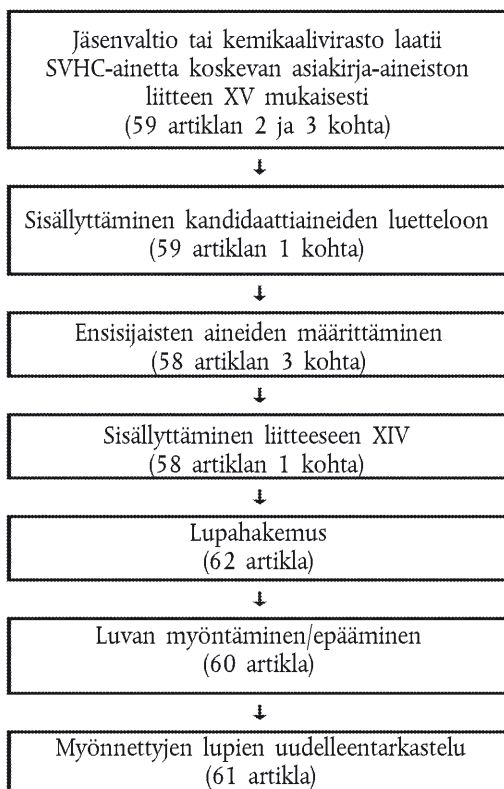 Jäsenvaltio tai kemikaalivirasto laatii
SVHC-ainetta koskevan asiakirja-aineiston
liitteen XV mukaisesti
(59 artiklan 2 ja 3 kohta)
↓
Sisällyttäminen kandidaattiaineiden luetteloon
(59 artiklan 1 kohta)
↓
Ensisijaisten aineiden määrittäminen
(58 artiklan 3 kohta)
↓
Sisällyttäminen liitteeseen XIV
(58 artiklan 1 kohta)
↓
Lupahakemus
(62 artikla)
↓
Luvan myöntäminen/epääminen
(60 artikla)
↓
Myönnettyjen lupien uudelleentarkastelu
(61 artikla)